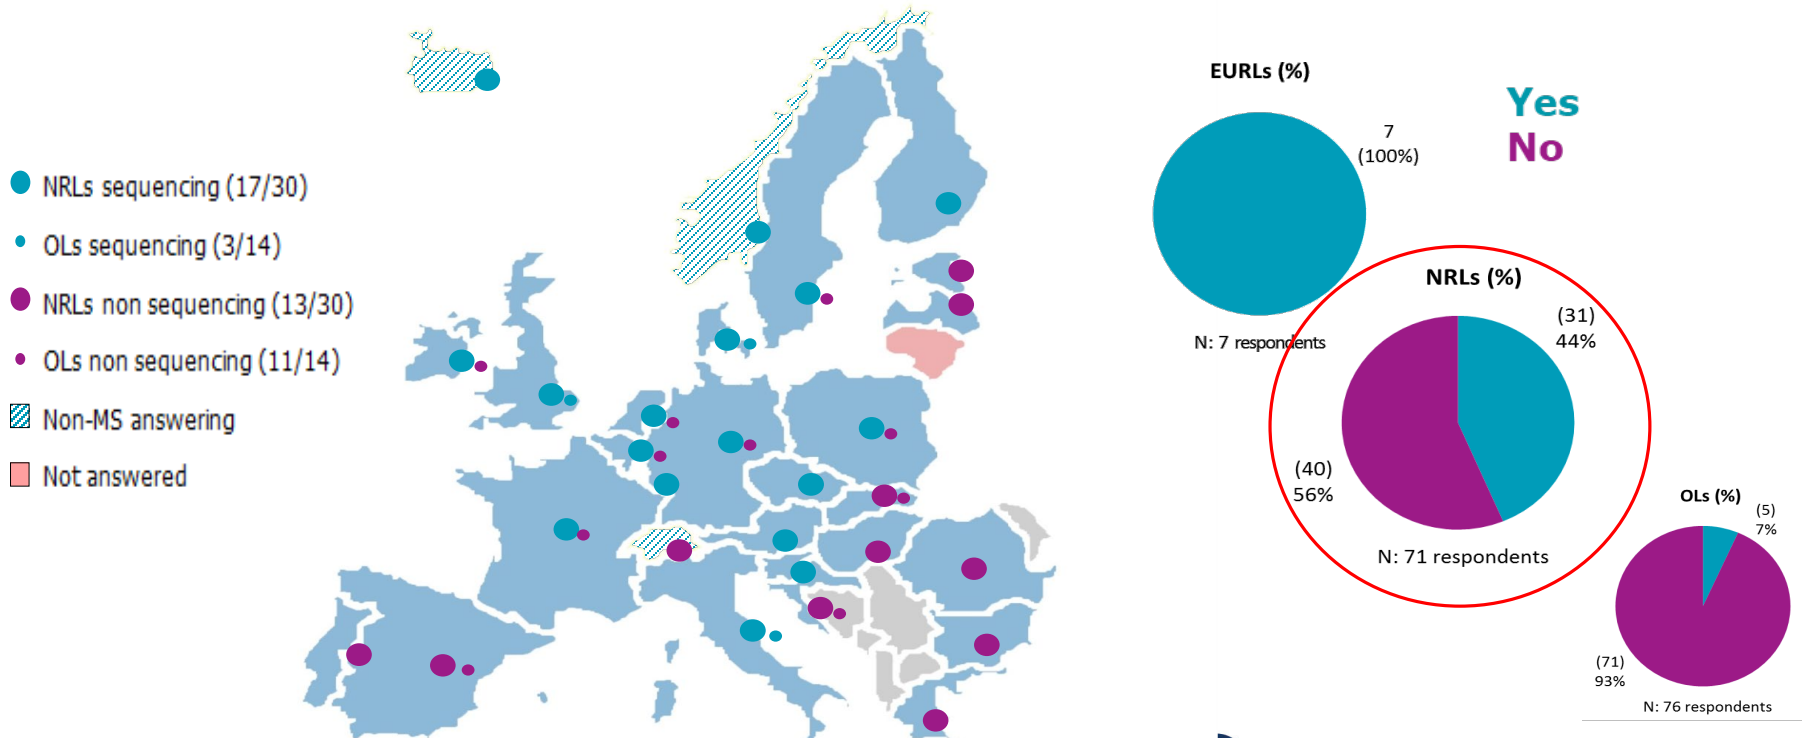 NRLs sequencing (17/30)
OLs sequencing (3/14)
NRLs non sequencing (13/30)
OLs non sequencing (11/14)
Non-MS answering
Not answered
EURLs (%)
7
(100%)
N: 7 respondents
Yes
No
NRLs (%)
(31)
44%
(40)
56%
N: 71 respondents
OLs (%)
(5)
7%
(71)
93%
N: 76 respondents